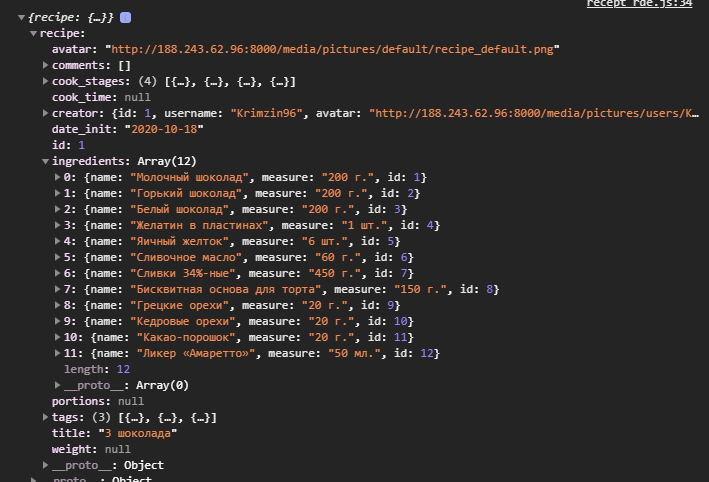 recept rde.js:34
▼{recipe: {…}} i
▼recipe:
avatar: "http://188.243.62.96:8000/media/pictures/default/recipe_default.png"
▶comments: []
▶cook_stages: (4) [{…}, {…}, {…}, {…}]
cook_time: null
▶creator: {id: 1, username: "Krimzin96", avatar: "http://188.243.62.96:8000/media/pictures/users/K…
date_init: "2020-10-18"
id: 1
▼ingredients: Array(12)
▶0: {name: "Молочный шоколад", measure: "200 г.", id: 1}
▶1: {name: "Горький шоколад", measure: "200 г.", id: 2}
▶2: {name: "Белый шоколад", measure: "200 г.", id: 3}
▶3: {name: "Желатин в пластинах", measure: "1 шт.", id: 4}
▶4: {name: "Яичный желток", measure: "6 шт.", id: 5}
▶5: {name: "Сливочное масло", measure: "60 г.", id: 6}
▶6: {name: "Сливки 34%-ные", measure: "450 г.", id: 7}
▶7: {name: "Бисквитная основа для торта", measure: "150 г.", id: 8}
▶8: {name: "Грецкие орехи", measure: "20 г.", id: 9}
▶9: {name: "Кедровые орехи", measure: "20 г.", id: 10}
▶10: {name: "Какао-порошок", measure: "20 г.", id: 11}
▶11: {name: "Ликер «Амаретто»", measure: "50 мл.", id: 12}
length: 12
▶__proto__: Array(0)
portions: null
▶tags: (3) [{…}, {…}, {…}]
title: "3 шоколада"
weight: null
▶__proto__: Object
▶__proto__: Object